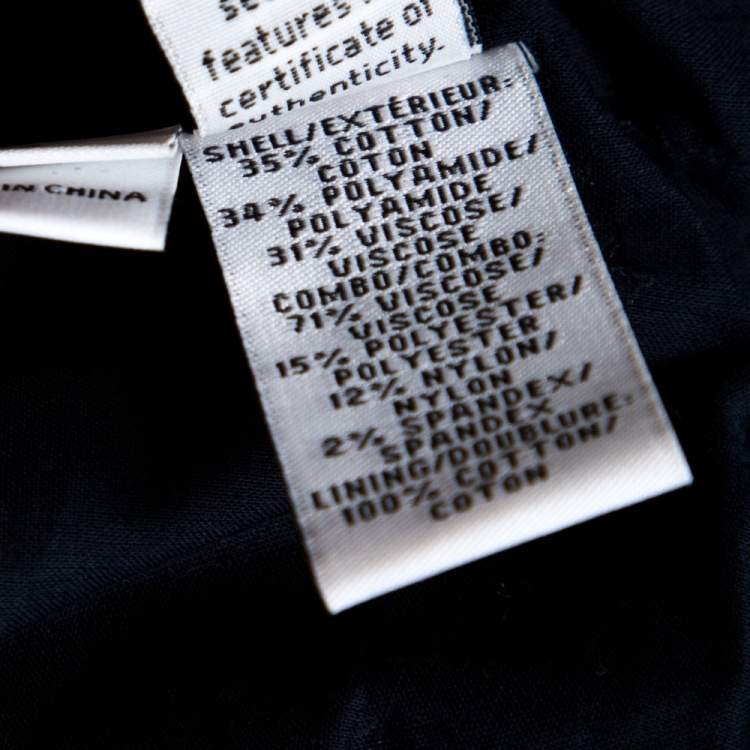 features
certificate of
authenticity.
IN CHINA
SHELL/EXTÉRIEUR:
35% COTTON/
COTON
34% POLYAMIDE/
POLYAMIDE
31% VISCOSE/
VISCOSE
COMBO/COMBO:
71% VISCOSE/
VISCOSE
15% POLYESTER/
POLYESTER
12% NYLON/
NYLON
2% SPANDEX/
SPANDEX
LINING/DOUBLURE:
100% COTTON/
COTON